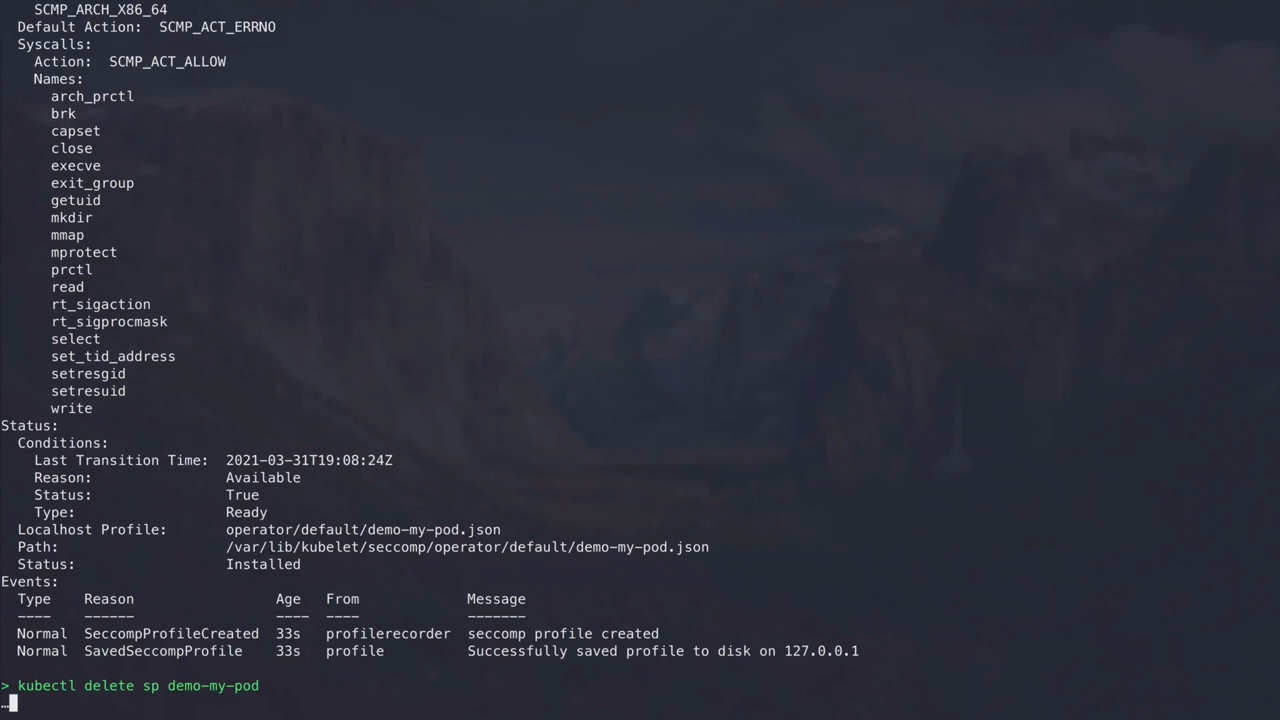 SCMP_ARCH_X86_64
Default Action:  SCMP_ACT_ERRNO
Syscalls:
Action:  SCMP_ACT_ALLOW
Names:
arch_prctl
brk
capset
close
execve
exit_group
getuid
mkdir
mmap
mprotect
prctl
read
rt_sigaction
rt_sigprocmask
select
set_tid_address
setresgid
setresuid
write
Status:
Conditions:
Last Transition Time:  2021-03-31T19:08:24Z
Reason:  Available
Status:  True
Type:  Ready
Localhost Profile:  operator/default/demo-my-pod.json
Path:  /var/lib/kubelet/seccomp/operator/default/demo-my-pod.json
Status:  Installed
Events:
Type  Reason  Age  From  Message
----  ------  ----  ----  -------
Normal  SeccompProfileCreated  33s  profilerecorder  seccomp profile created
Normal  SavedSeccompProfile  33s  profile  Successfully saved profile to disk on 127.0.0.1
> kubectl delete sp demo-my-pod
…